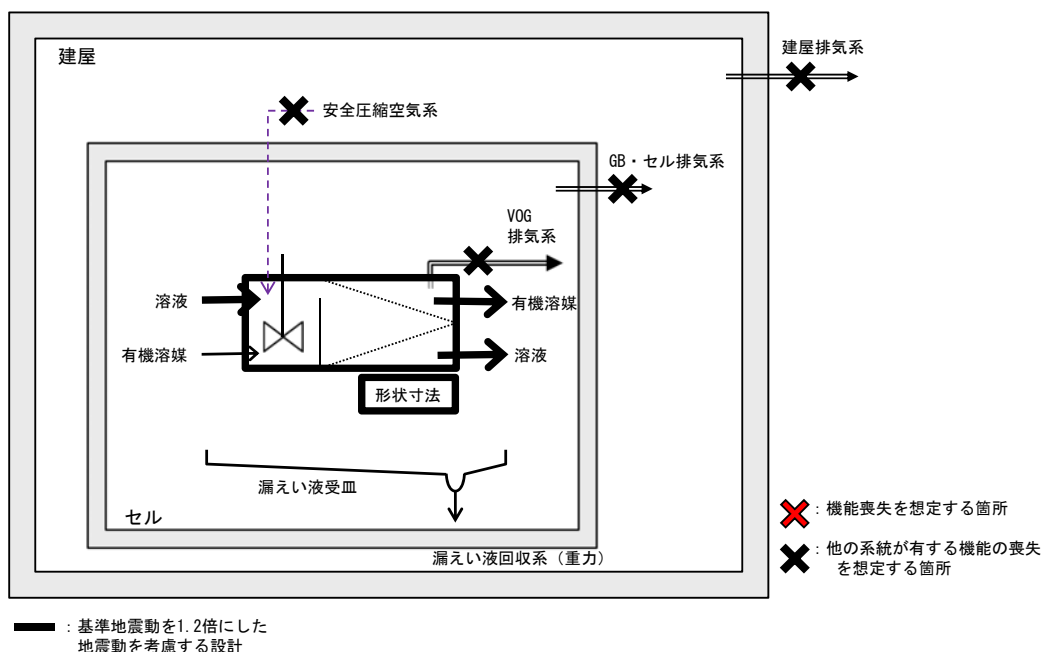 建屋
建屋排気系
安全圧縮空気系
GB・セル排気系
VOG
排気系
溶液
有機溶媒
有機溶媒
溶液
形状寸法
漏えい液受皿
セル
漏えい液回収系（重力）
：機能喪失を想定する箇所
：他の系統が有する機能の喪失
を想定する箇所
：基準地震動を1.2倍にした
地震動を考慮する設計